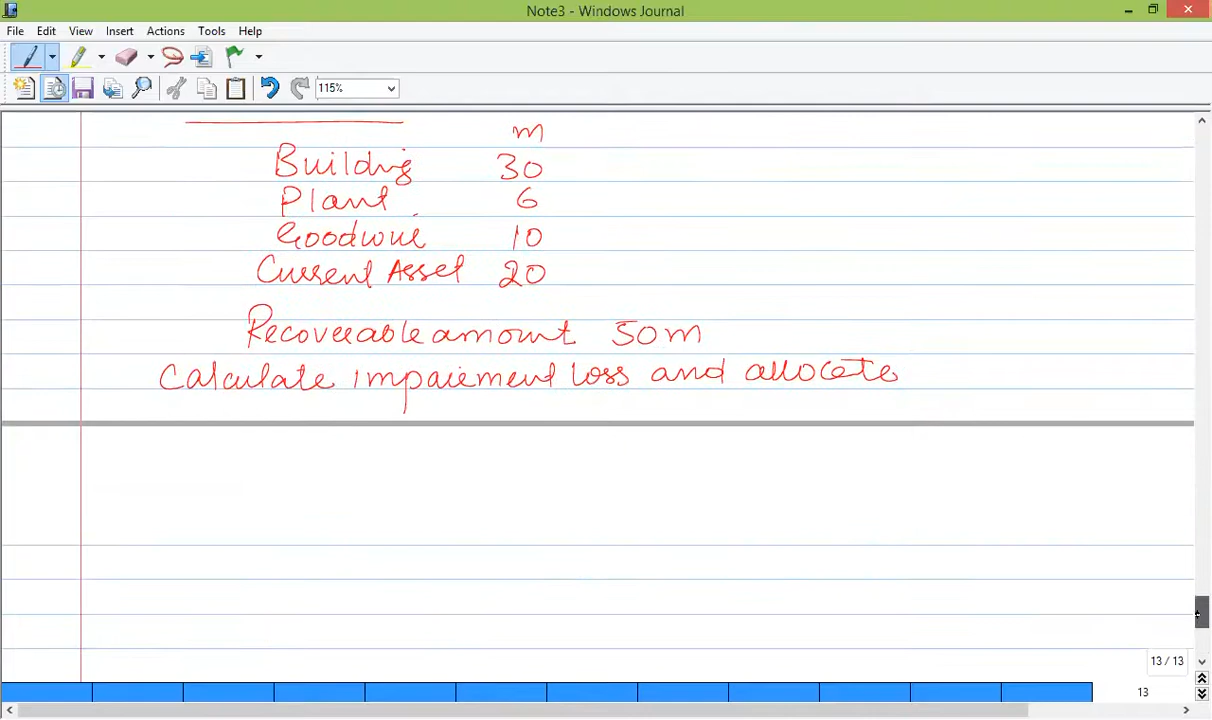 Note3 - Windows Journal
File Edit View Insert Actions Tools Help
115%
m
Building 30
Plant 6
Goodwill 10
Current Asset 20
Recoverable amount 50m
Calculate impairment loss and allocate
13 / 13
13